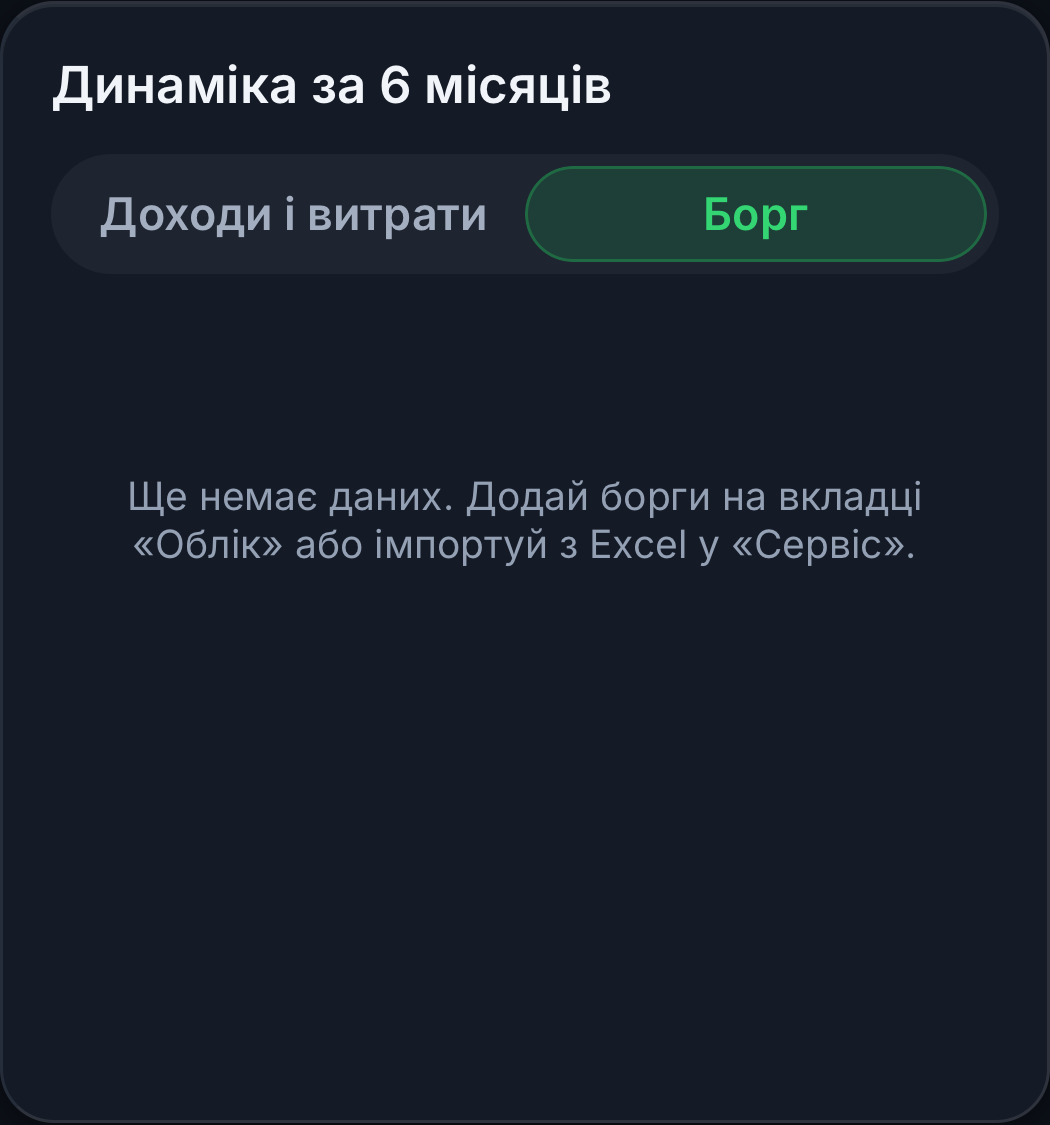 Динаміка за 6 місяців
Доходи і витрати
Борг
Ще немає даних. Додай борги на вкладці
«Облік» або імпортуй з Excel у «Сервіс».